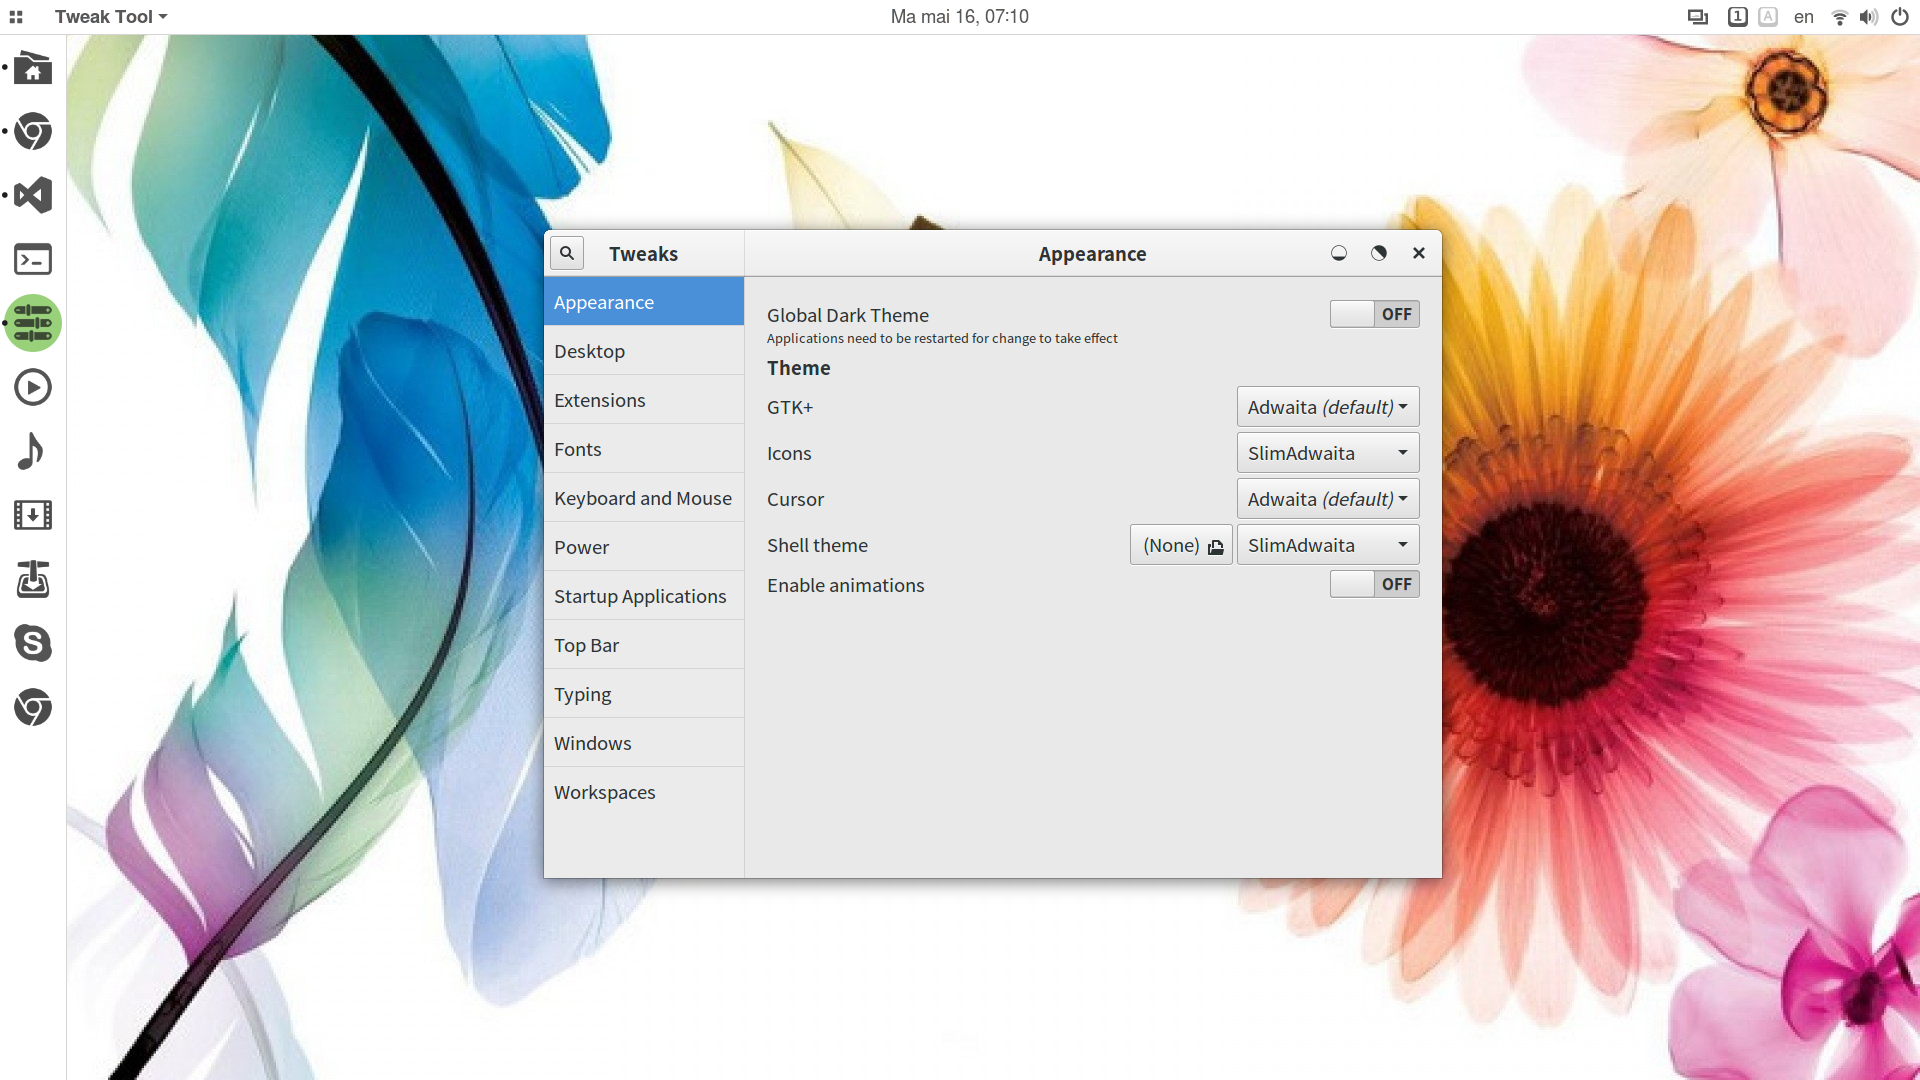 Tweak Tool
Ma mai 16, 07:10
1
A
en
Tweaks
Appearance
Appearance
Desktop
Extensions
Fonts
Keyboard and Mouse
Power
Startup Applications
Top Bar
Typing
Windows
Workspaces
Global Dark Theme
OFF
Applications need to be restarted for change to take effect
Theme
GTK+
Adwaita (default)
Icons
SlimAdwaita
Cursor
Adwaita (default)
Shell theme
(None)
SlimAdwaita
Enable animations
OFF